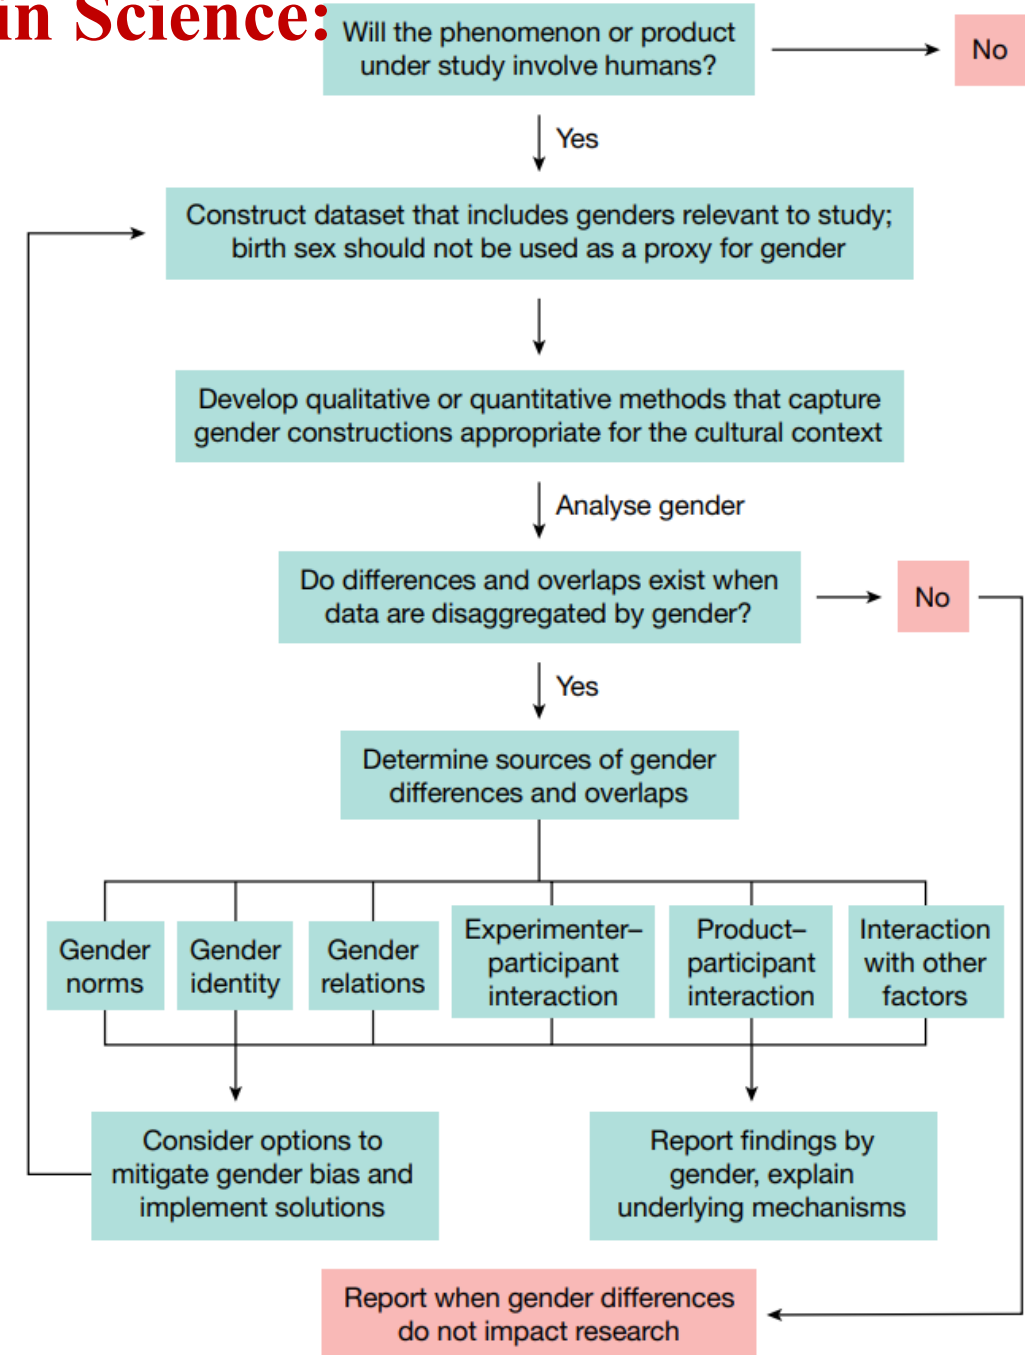 in Science:
Will the phenomenon or product
under study involve humans?
No
Yes
Construct dataset that includes genders relevant to study;
birth sex should not be used as a proxy for gender
Develop qualitative or quantitative methods that capture
gender constructions appropriate for the cultural context
Analyse gender
Do differences and overlaps exist when
data are disaggregated by gender?
No
Yes
Determine sources of gender
differences and overlaps
Gender
norms
Gender
identity
Gender
relations
Experimenter–
participant
interaction
Product–
participant
interaction
Interaction
with other
factors
Consider options to
mitigate gender bias and
implement solutions
Report findings by
gender, explain
underlying mechanisms
Report when gender differences
do not impact research